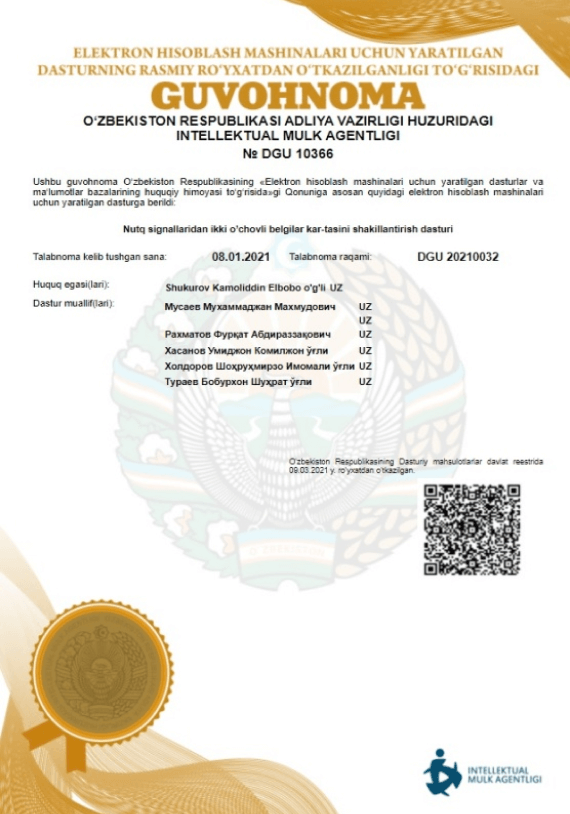 ELEKTRON HISOBLASH MASHINALARI UCHUN YARATILGAN
DASTURNING RASMIY RO‘YXATDAN O‘TKAZILGANLIGI TO‘G‘RISIDAGI
GUVOHNOMA
O‘ZBEKISTON RESPUBLIKASI ADLIYA VAZIRLIGI HUZURIDAGI
INTELLEKTUAL MULK AGENTLIGI
№ DGU 10366
Ushbu guvohnoma O‘zbekiston Respublikasining «Elektron hisoblash mashinalari uchun yaratilgan dasturlar va
ma’lumotlar bazalarining huquqiy himoyasi to‘g‘risida»gi Qonuniga asosan quyidagi elektron hisoblash mashinalari
uchun yaratilgan dasturga berildi:
Nutq signallaridan ikki o'chovli belgilar kar-tasini shakillantirish dasturi
Talabnoma kelib tushgan sana: 08.01.2021 Talabnoma raqami: DGU 20210032
Huquq egasi(lari): Shukurov Kamoliddin Elbobo o'g'li UZ
Dastur muallif(lari): Мусаев Мухаммаджан Махмудович UZ
UZ
Рахматов Фурқат Абдираззақович UZ
Хасанов Умиджон Комилжон ўғли UZ
Холдоров Шоҳруҳмирзо Имомали ўғли UZ
Тураев Бобурхон Шуҳрат ўғли UZ
O‘zbekiston Respublikasining Dasturiy mahsulotlarlar davlat reestrida
09.03.2021 y. ro‘yxatdan o‘tkazilgan.
O‘ZBEKISTON
INTELLEKTUAL
MULK AGENTLIGI